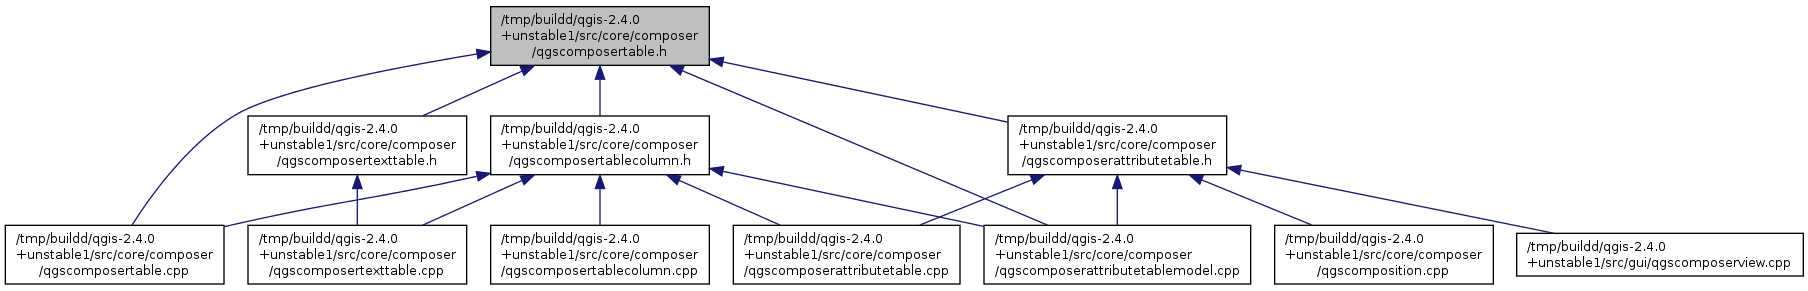 /tmp/buildd/qgis-2.4.0
+unstable1/src/core/composer
/qgscomposertable.h
/tmp/buildd/qgis-2.4.0
+unstable1/src/core/composer
/qgscomposertexttable.h
/tmp/buildd/qgis-2.4.0
+unstable1/src/core/composer
/qgscomposertablecolumn.h
/tmp/buildd/qgis-2.4.0
+unstable1/src/core/composer
/qgscomposerattributetable.h
/tmp/buildd/qgis-2.4.0
+unstable1/src/core/composer
/qgscomposertable.cpp
/tmp/buildd/qgis-2.4.0
+unstable1/src/core/composer
/qgscomposertexttable.cpp
/tmp/buildd/qgis-2.4.0
+unstable1/src/core/composer
/qgscomposertablecolumn.cpp
/tmp/buildd/qgis-2.4.0
+unstable1/src/core/composer
/qgscomposerattributetable.cpp
/tmp/buildd/qgis-2.4.0
+unstable1/src/core/composer
/qgscomposerattributetablemodel.cpp
/tmp/buildd/qgis-2.4.0
+unstable1/src/core/composer
/qgscomposition.cpp
/tmp/buildd/qgis-2.4.0
+unstable1/src/gui/qgscomposerview.cpp